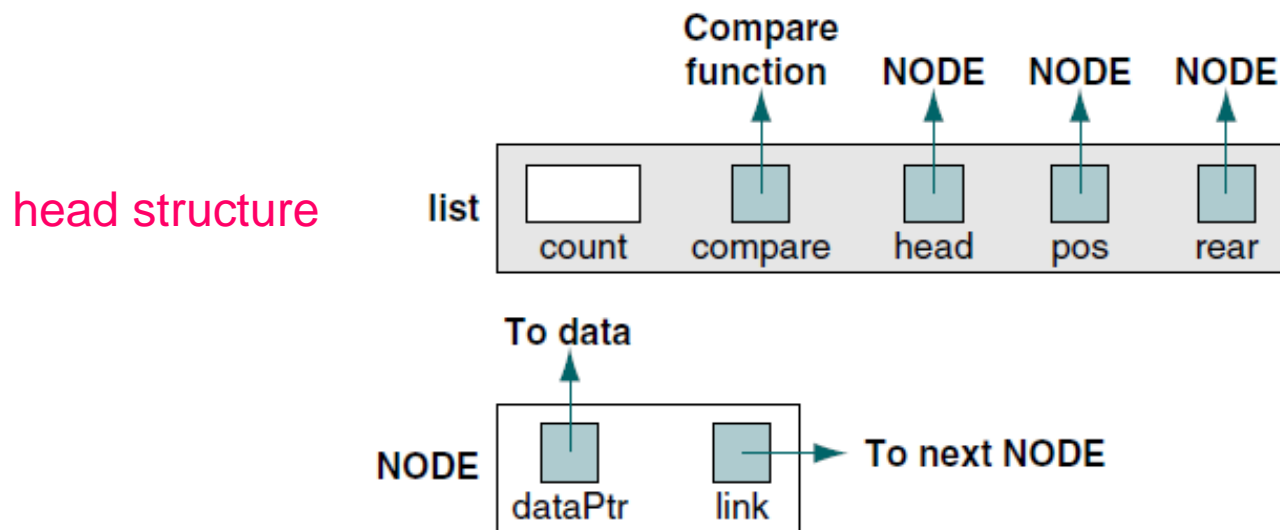 Compare
function NODE NODE NODE
head structure
list
count compare head pos rear
To data
NODE
To next NODE
dataPtr link